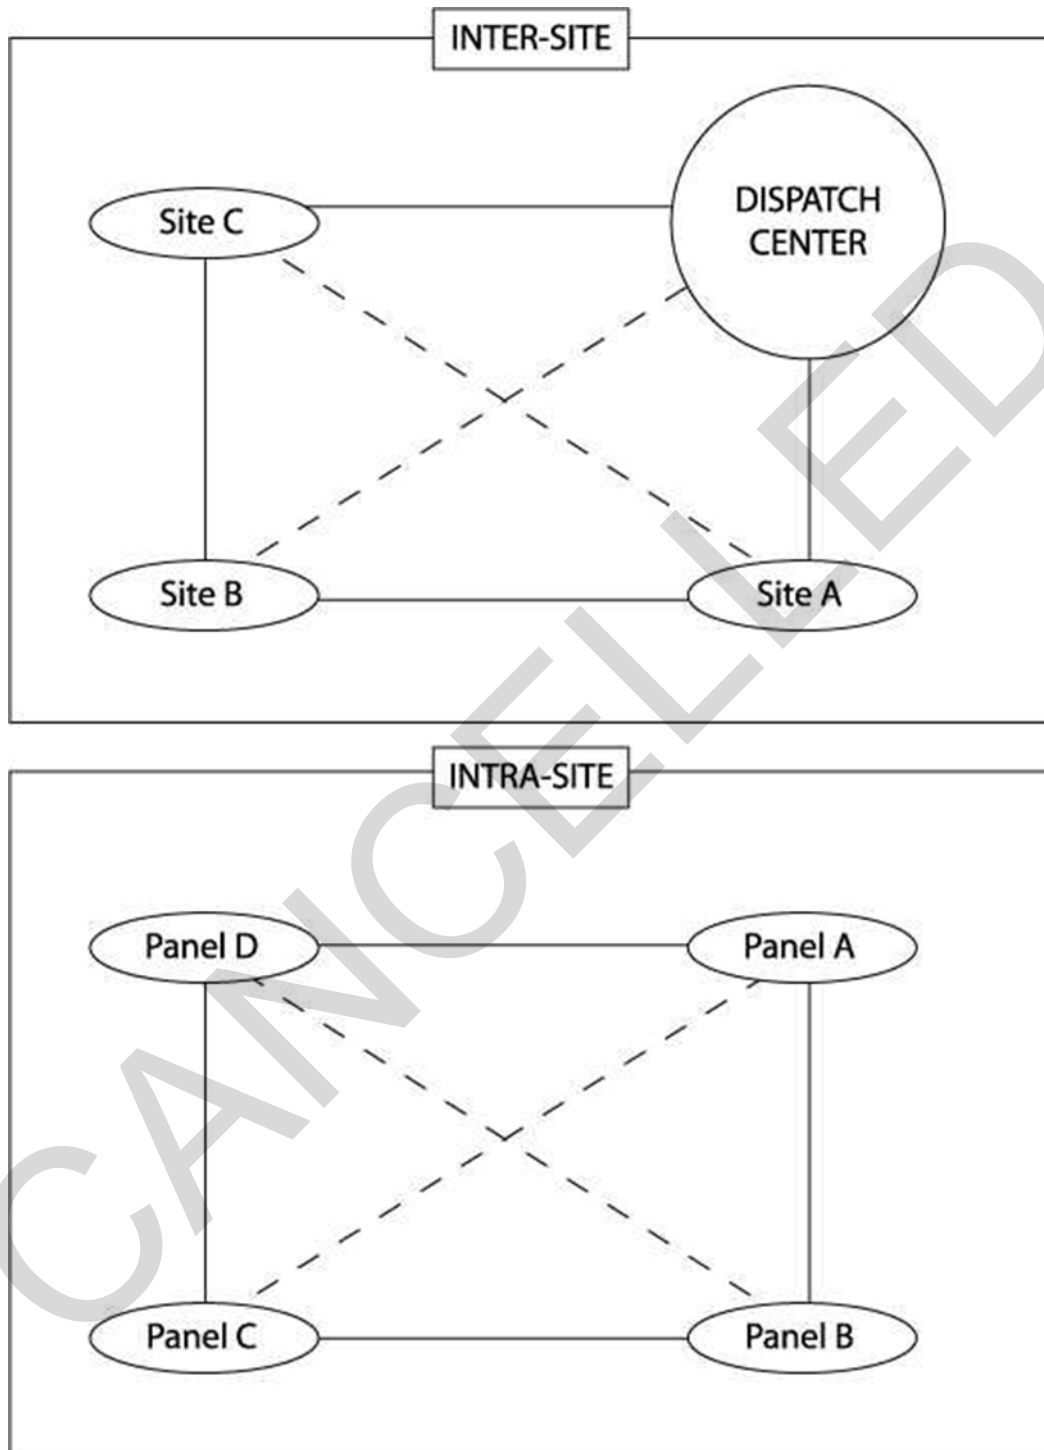 INTER-SITE
DISPATCH
CENTER
Site C
Site B
Site A
INTRA-SITE
Panel D
Panel A
Panel C
Panel B
CANCELLED